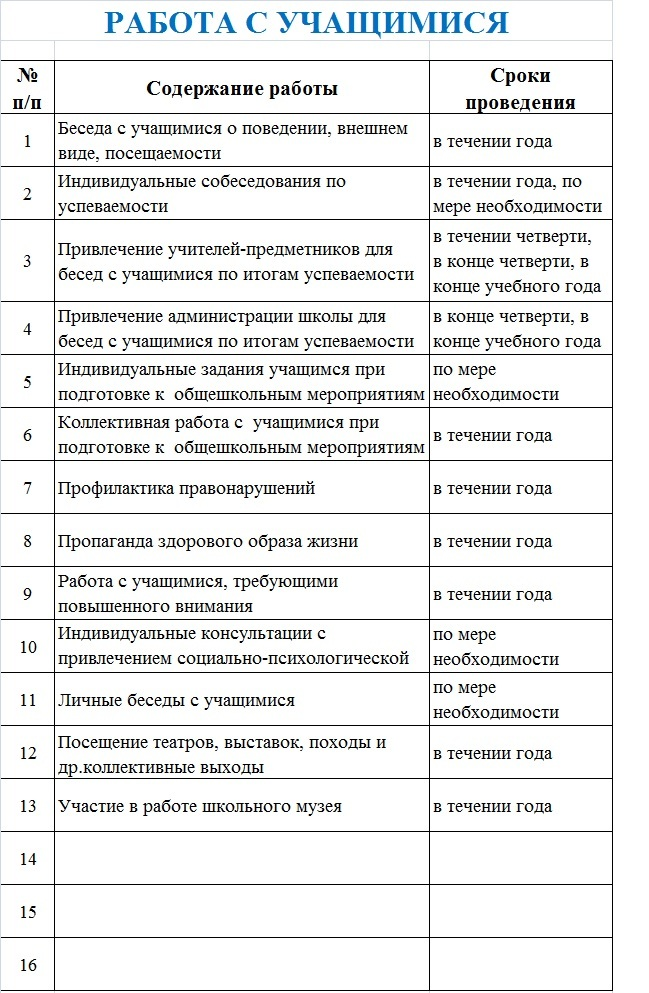 РАБОТА С УЧАЩИМИСЯ
№ п/п
Содержание работы
Сроки проведения
1
Беседа с учащимися о поведении, внешнем
виде, посещаемости
в течении года
2
Индивидуальные собеседования по
успеваемости
в течении года, по
мере необходимости
3
Привлечение учителей-предметников для
бесед с учащимися по итогам успеваемости
в течении четверти,
в конце четверти, в
конце учебного года
4
Привлечение администрации школы для
бесед с учащимися по итогам успеваемости
в конце четверти, в
конце учебного года
5
Индивидуальные задания учащимся при
подготовке к  общешкольным мероприятиям
по мере
необходимости
6
Коллективная работа с  учащимися при
подготовке к  общешкольным мероприятиям
в течении года
7
Профилактика правонарушений
в течении года
8
Пропаганда здорового образа жизни
в течении года
9
Работа с учащимися, требующими
повышенного внимания
в течении года
10
Индивидуальные консультации с
привлечением социально-психологической
по мере
необходимости
11
Личные беседы с учащимися
по мере
необходимости
12
Посещение театров, выставок, походы и
др.коллективные выходы
в течении года
13
Участие в работе школьного музея
в течении года
14
15
16